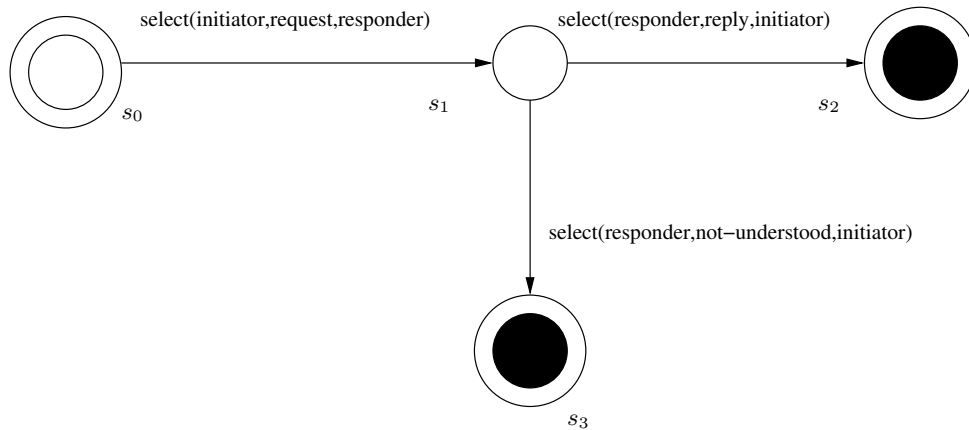 select(initiator,request,responder)
select(responder,reply,initiator)
s0
s1
s2
select(responder,not−understood,initiator)
s3